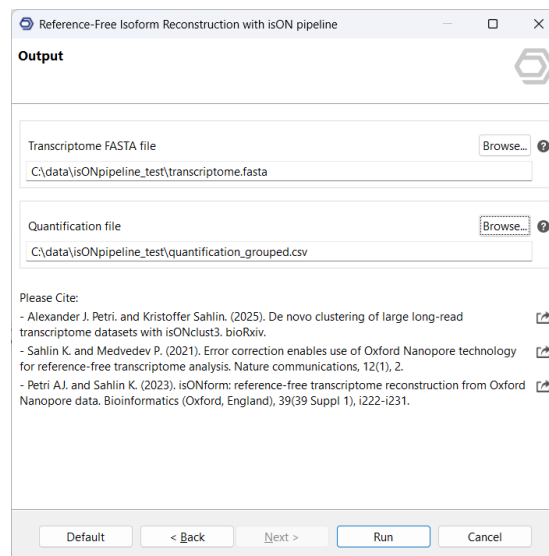 Reference-Free Isoform Reconstruction with isON pipeline
Output
Transcriptome FASTA file
Browse...
C:\data\isONpipeline_test\transcriptome.fasta
Quantification file
Browse...
C:\data\isONpipeline_test\quantification_grouped.csv
Please Cite:
- Alexander J. Petri. and Kristoffer Sahlin. (2025). De novo clustering of large long-read
transcriptome datasets with isONclust3. bioRxiv.
- Sahlin K. and Medvedev P. (2021). Error correction enables use of Oxford Nanopore technology
for reference-free transcriptome analysis. Nature communications, 12(1), 2.
- Petri AJ. and Sahlin K. (2023). isONform: reference-free transcriptome reconstruction from Oxford
Nanopore data. Bioinformatics (Oxford, England), 39(39 Suppl 1), i222-i231.
Default < Back Next > Run Cancel